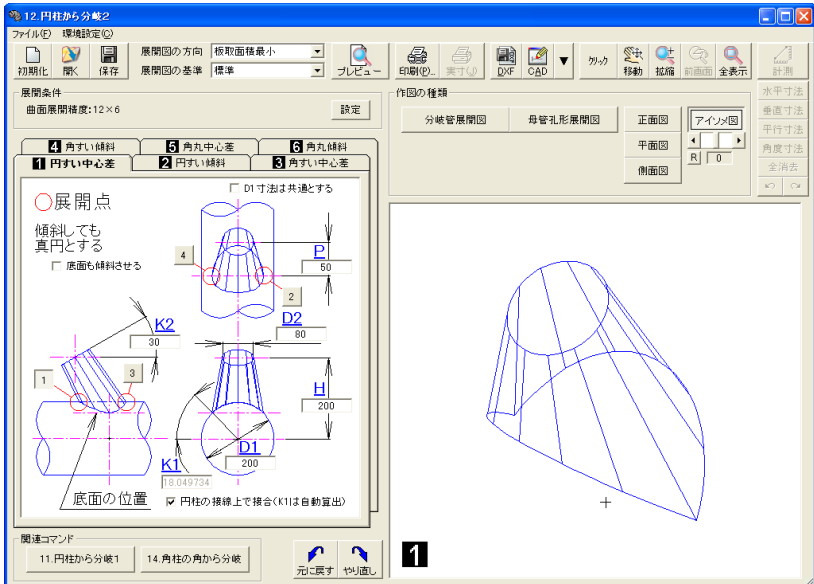 12.円柱から分岐2
ファイル(F) 環境設定(C)
初期化 開く 保存
展開図の方向 板取面積最小
展開図の基準 標準
プレビュー 印刷(P).. 実寸(J) DXF CAD クリック 移動 拡縮 前画面 全表示 計測
展開条件
曲面展開精度:12×6
設定
作図の種類
分岐管展開図 母管孔形展開図
正面図
平面図
側面図
アイソメ図
R 0
水平寸法
垂直寸法
平行寸法
角度寸法
全消去
4 角すい傾斜 5 角丸中心差 6 角丸傾斜
1 円すい中心差 2 円すい傾斜 3 角すい中心差
D1寸法は共通とする
○展開点
傾斜しても
真円とする
底面も傾斜させる
P
50
4
2
D2
80
K2
30
1
3
H
200
D1
200
K1
18.049734
底面の位置
円柱の接線上で接合(K1は自動算出)
関連コマンド
11.円柱から分岐1 14.角柱の角から分岐
元に戻す やり直し
1